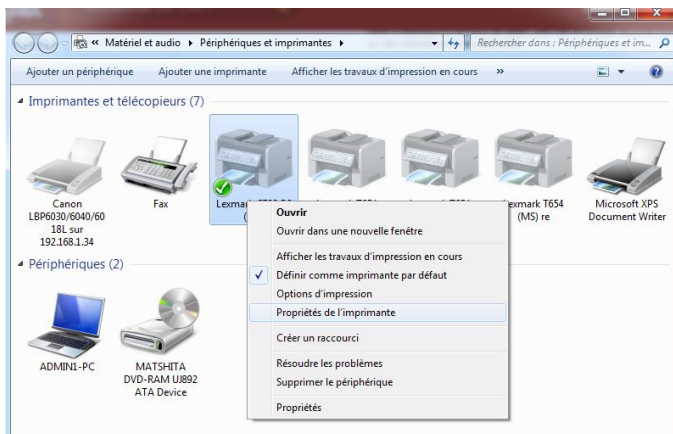 « Matériel et audio ▸ Périphériques et imprimantes ▸
Rechercher dans : Périphériques et im...
Ajouter un périphérique Ajouter une imprimante Afficher les travaux d'impression en cours »
Imprimantes et télécopieurs (7)
Canon
LBP6030/6040/60
18L sur
192.168.1.34
Fax
Lexmark T654
(MS) re
Microsoft XPS
Document Writer
Ouvrir
Ouvrir dans une nouvelle fenêtre
Afficher les travaux d'impression en cours
Définir comme imprimante par défaut
Options d'impression
Propriétés de l'imprimante
Créer un raccourci
Résoudre les problèmes
Supprimer le périphérique
Propriétés
Périphériques (2)
ADMIN1-PC
MATSHITA
DVD-RAM UJ892
ATA Device